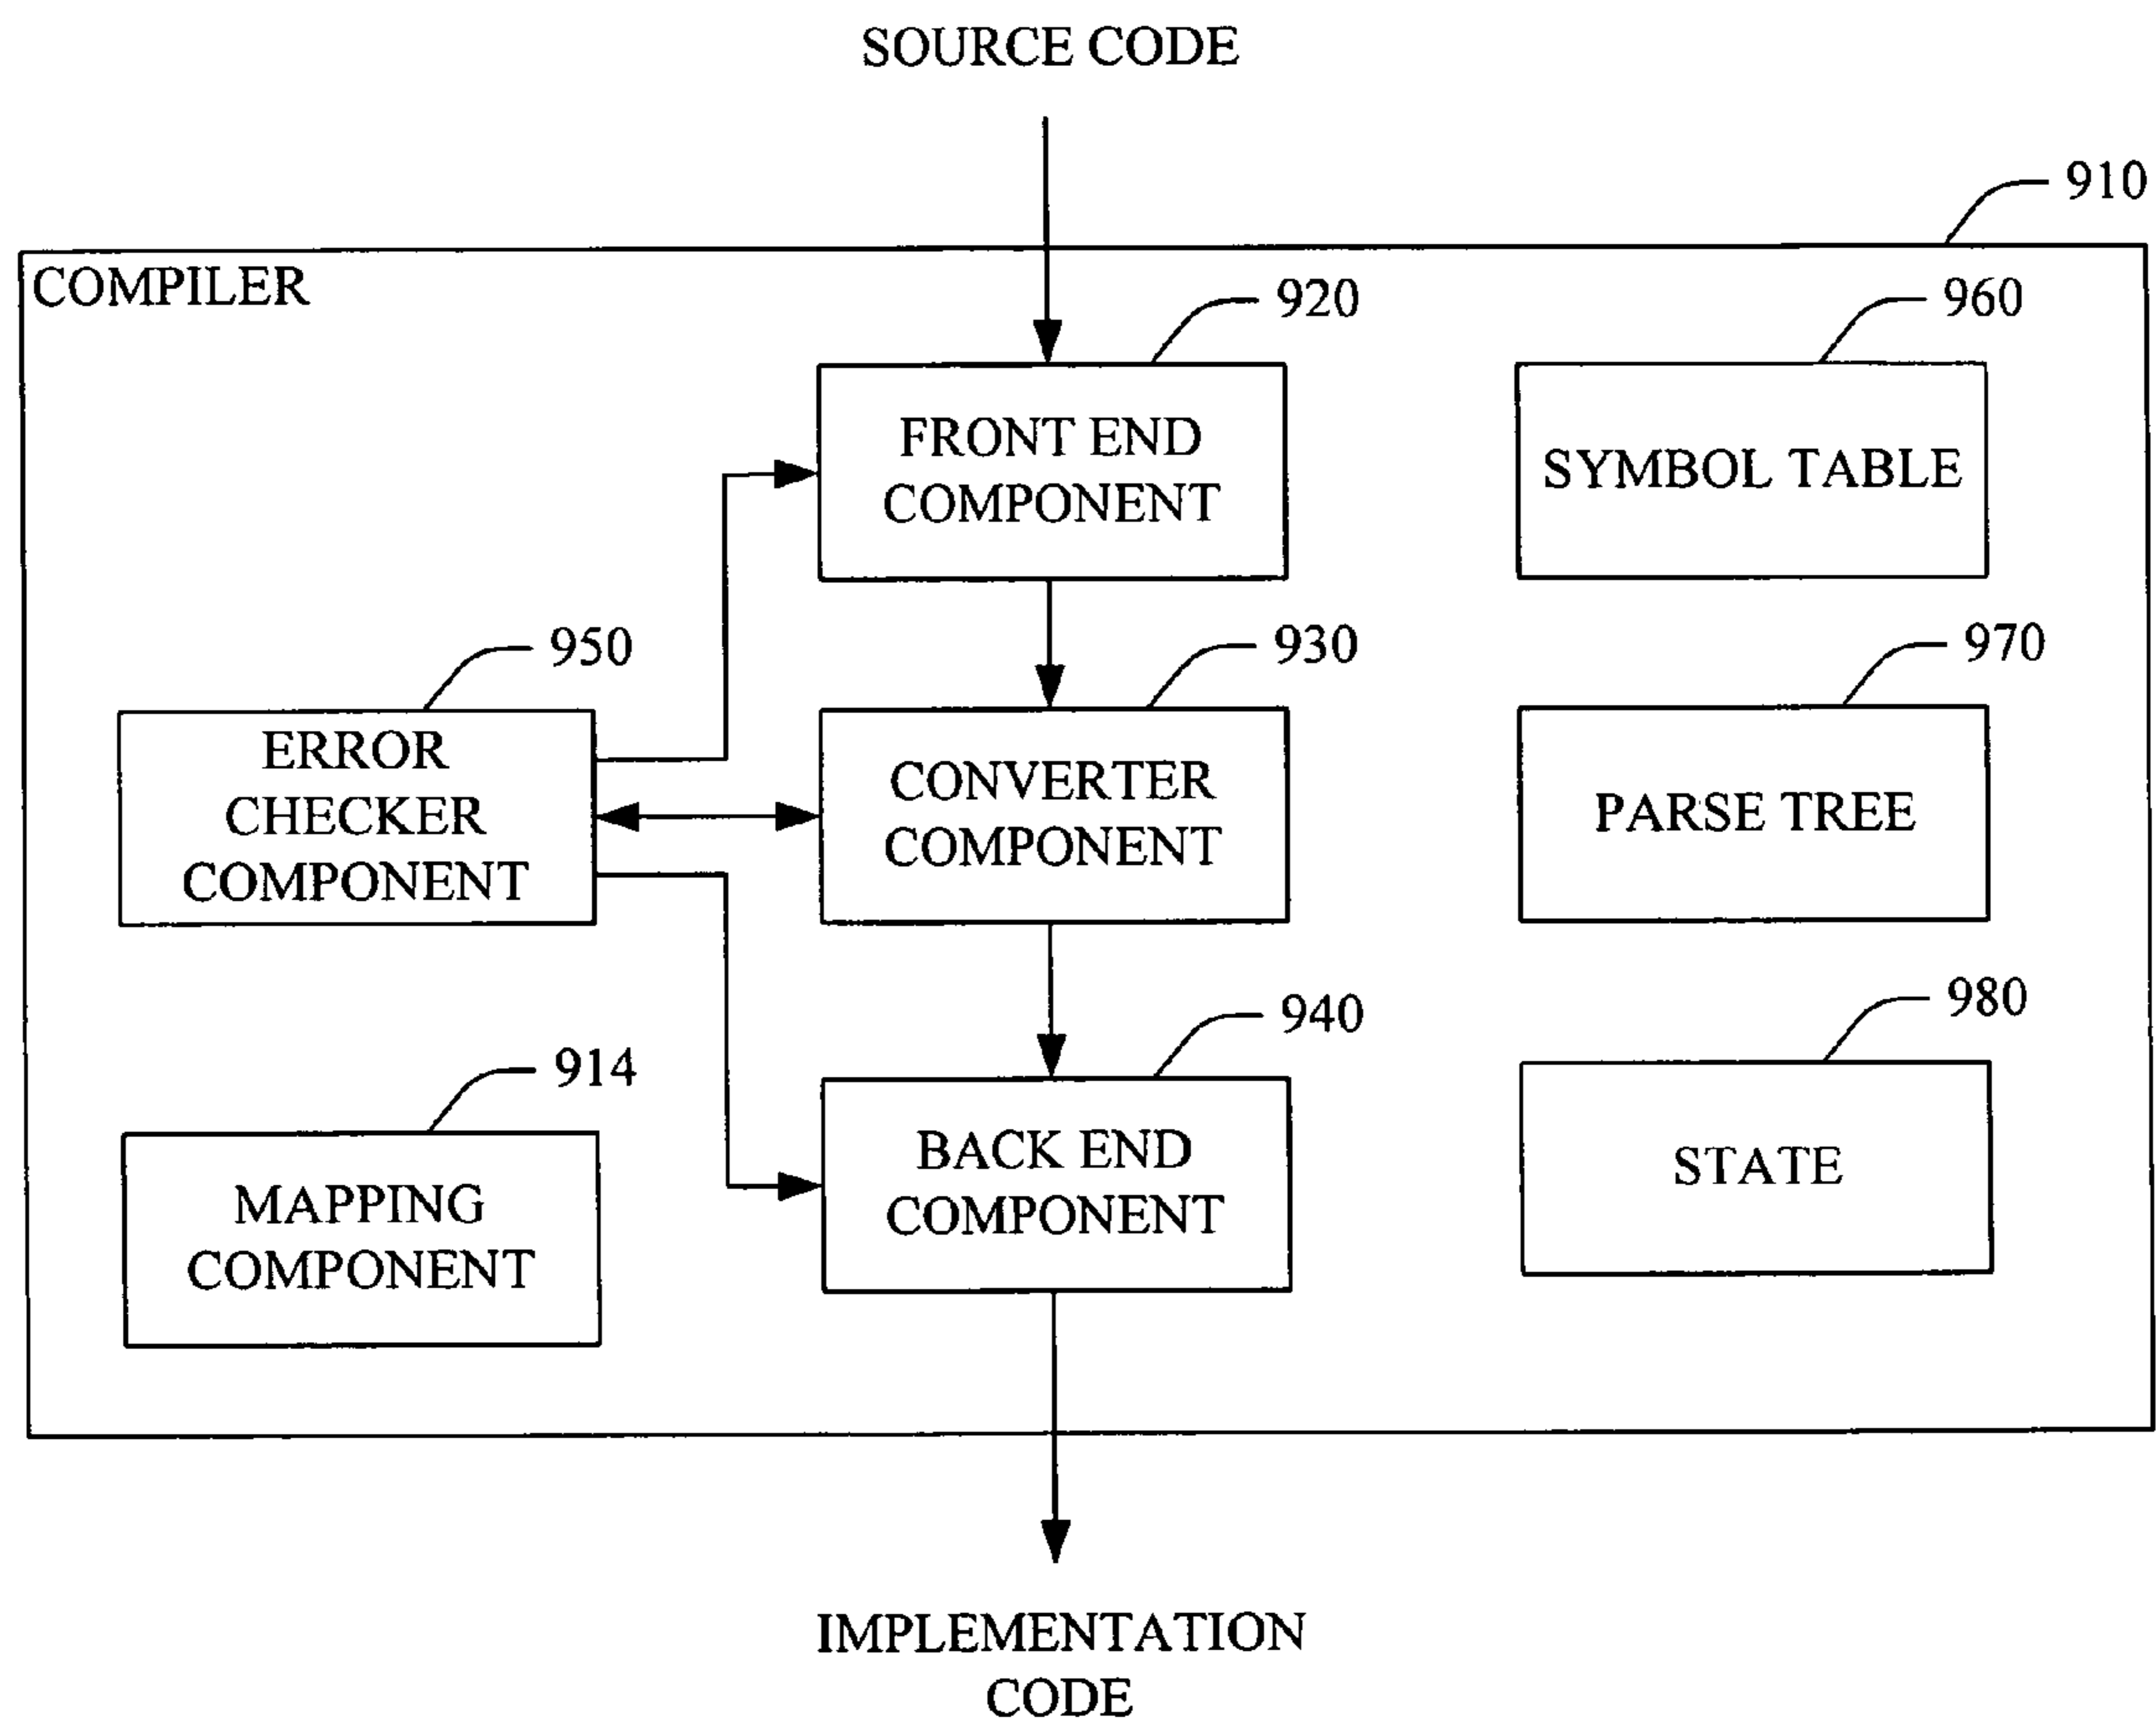 SOURCE CODE
910
COMPILER
920
960
FRONT END
COMPONENT
SYMBOL TABLE
950
930
970
ERROR
CHECKER
COMPONENT
CONVERTER
COMPONENT
PARSE TREE
914
940
980
MAPPING
COMPONENT
BACK END
COMPONENT
STATE
IMPLEMENTATION
CODE